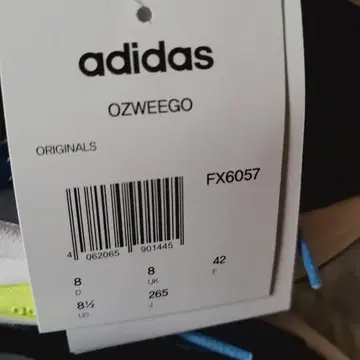 adidas
OZWEEGO
ORIGINALS
FX6057
4 062065 901445
8 8 42
D UK F
8½ 265
US J